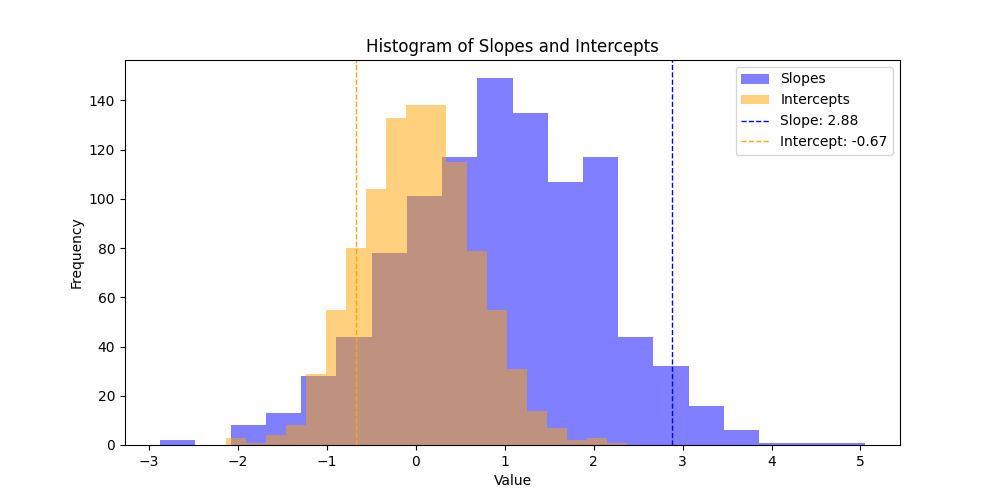 Histogram of Slopes and Intercepts
Slopes
Intercepts
Slope: 2.88
Intercept: -0.67
Frequency
140
120
100
80
60
40
20
0
−3 −2 −1 0 1 2 3 4 5
Value